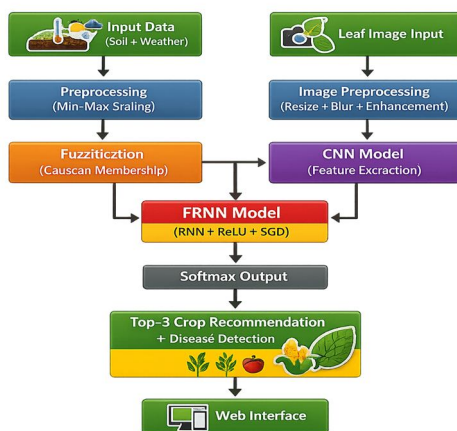 Input Data
(Soil + Weather)
Leaf Image Input
Preprocessing
(Min-Max Sraling)
Image Preprocessing
(Resize + Blur + Enhancement)
Fuzziticztion
(Causcan Membership)
CNN Model
(Feature Excraction)
FRNN Model
(RNN + ReLU + SGD)
Softmax Output
Top-3 Crop Recommendation
+ Diseasé Detection
Web Interface